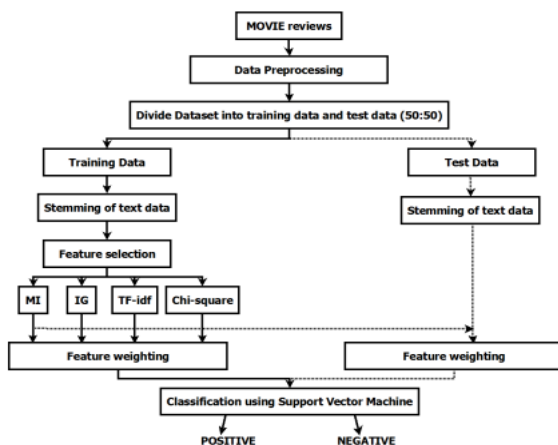 MOVIE reviews
Data Preprocessing
Divide Dataset into training data and test data (50:50)
Training Data
Test Data
Stemming of text data
Stemming of text data
Feature selection
MI
IG
TF-idf
Chi-square
Feature weighting
Feature weighting
Classification using Support Vector Machine
POSITIVE
NEGATIVE